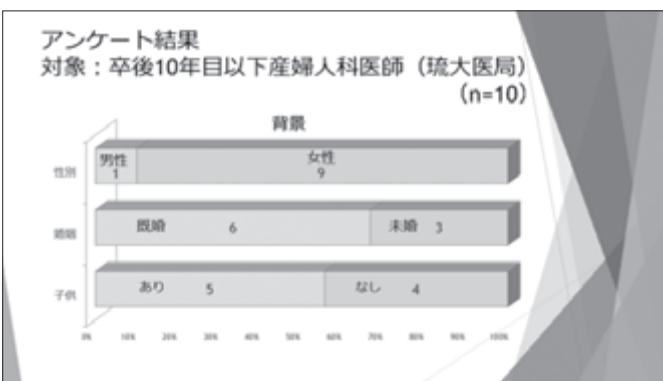 アンケート結果
対象：卒後10年目以下産婦人科医師（琉大医局）
（n=10）
背景
性別
男性
1
女性
9
婚姻
既婚 6
未婚 3
子供
あり 5
なし 4
0% 10% 20% 30% 40% 50% 60% 70% 80% 90% 100%